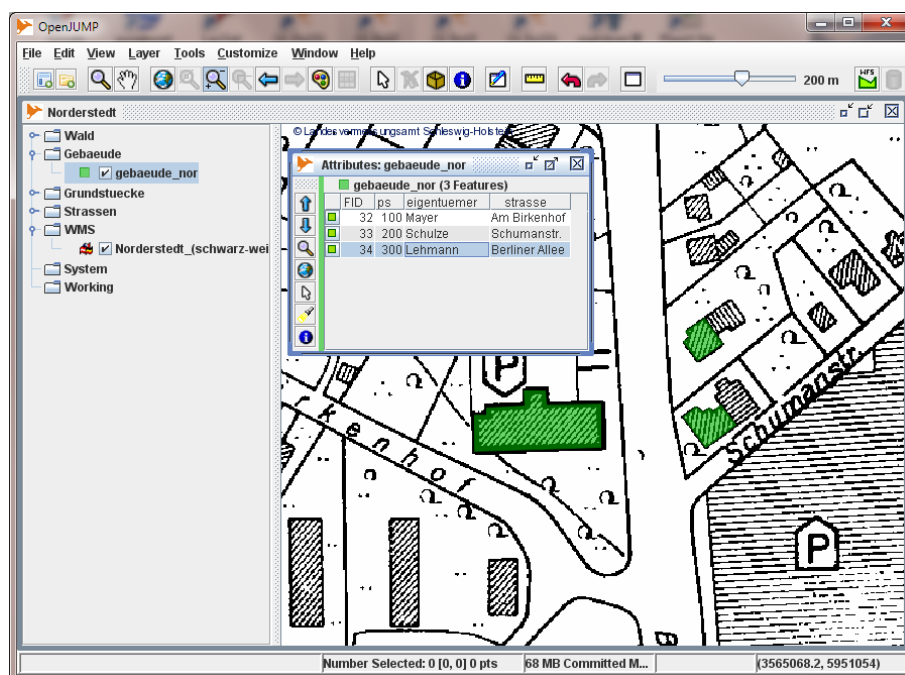 OpenJUMP
File Edit View Layer Tools Customize Window Help
200 m WFS
Norderstedt
Wald
Gebaeude
gebaeude_nor
Grundstuecke
Strassen
WMS
Norderstedt_(schwarz-wei
System
Working
© Landesvermessungsamt Schleswig-Holstein
Attributes: gebaeude_nor
gebaeude_nor (3 Features)
FID ps eigentuemer strasse
32 100 Mayer Am Birkenhof
33 200 Schulze Schumanstr.
34 300 Lehmann Berliner Allee
P
rkenhof
Schumanstr.
P
B
Number Selected: 0 [0, 0] 0 pts 68 MB Committed M... (3565068.2, 5951054)